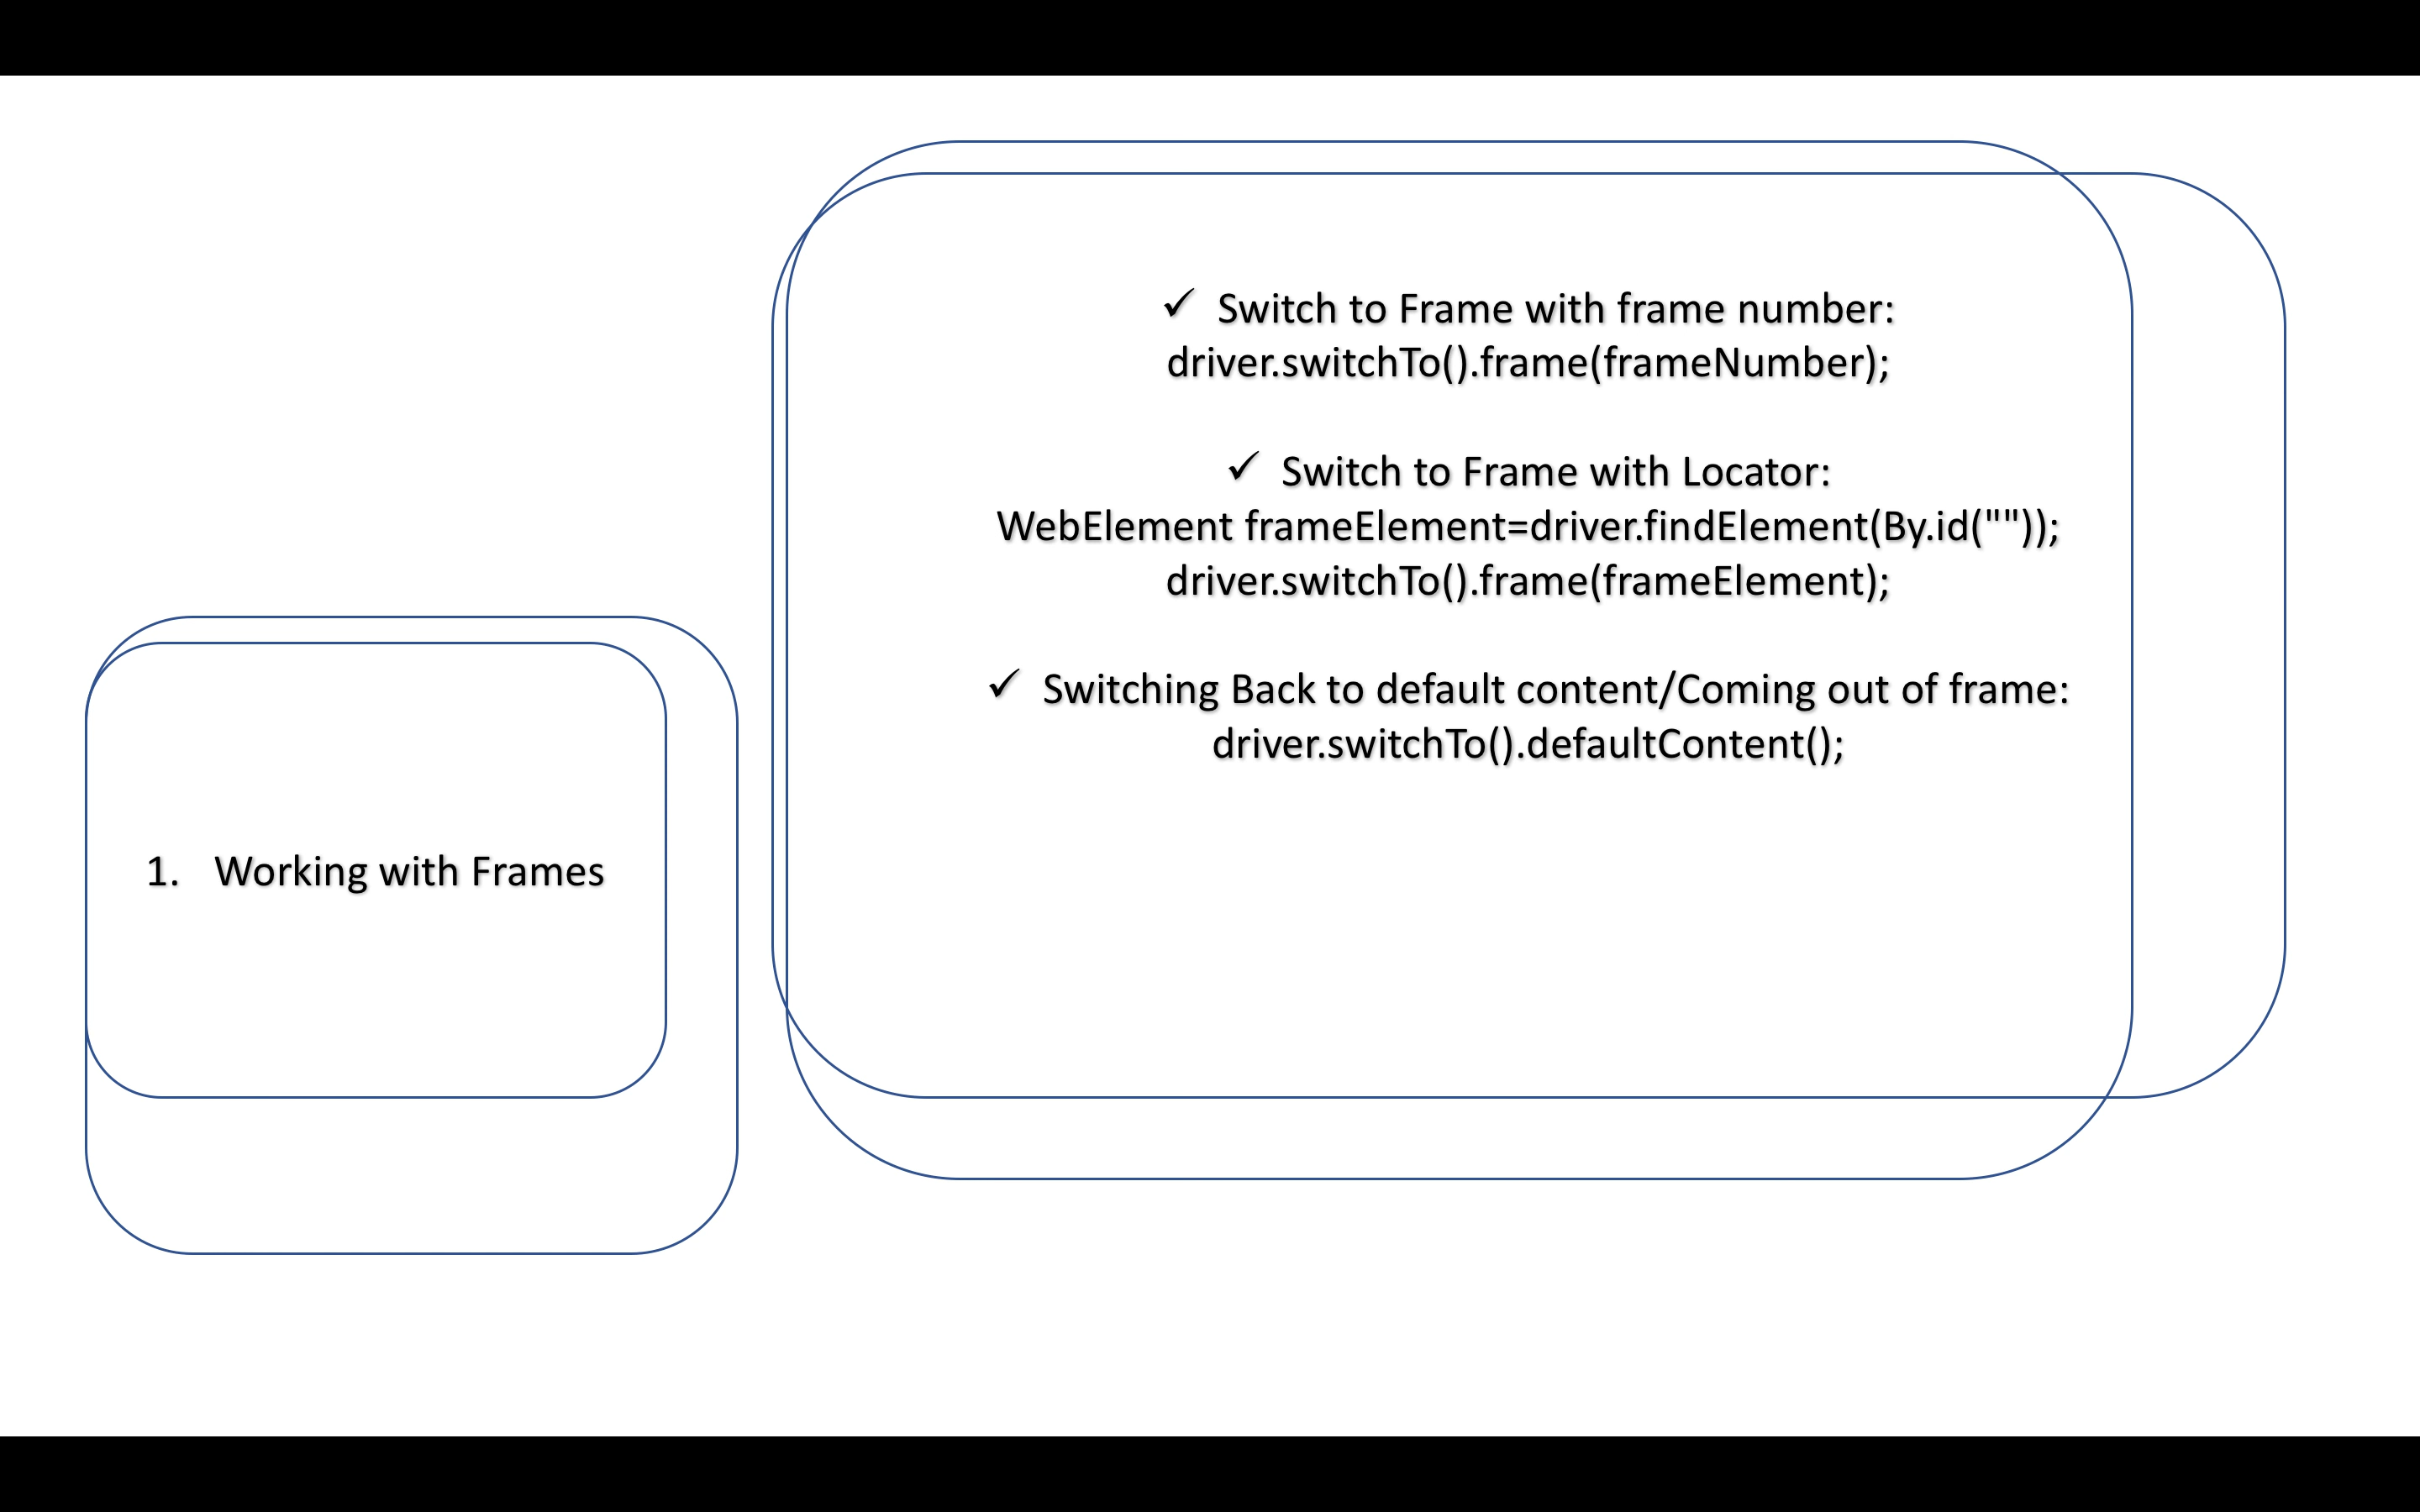 1. Working with Frames
✓ Switch to Frame with frame number:
driver.switchTo().frame(frameNumber);
✓ Switch to Frame with Locator:
WebElement frameElement=driver.findElement(By.id(""));
driver.switchTo().frame(frameElement);
✓ Switching Back to default content/Coming out of frame:
driver.switchTo().defaultContent();